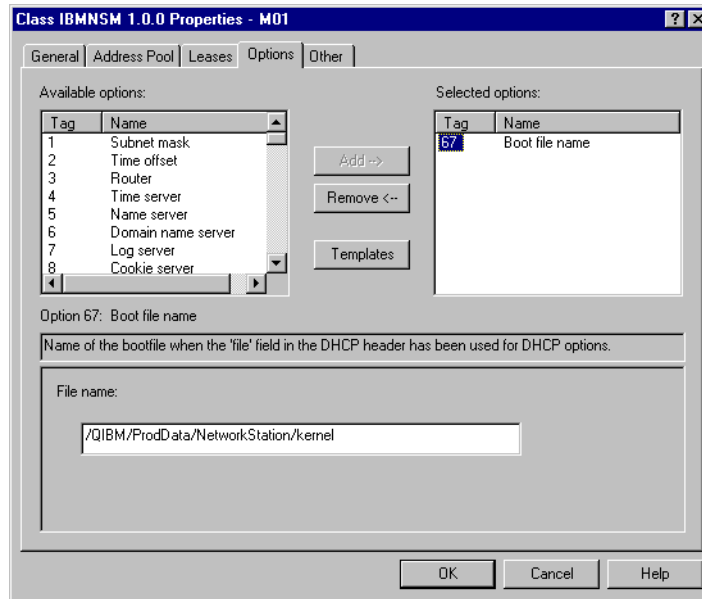 Class IBMNSM 1.0.0 Properties - M01
General Address Pool Leases Options Other
Available options: Selected options:
Tag Name Tag Name
1 Subnet mask 67 Boot file name
2 Time offset
3 Router
4 Time server
5 Name server
6 Domain name server
7 Log server
8 Cookie server
Add -->
Remove <--
Templates
Option 67: Boot file name
Name of the bootfile when the 'file' field in the DHCP header has been used for DHCP options.
File name:
/QIBM/ProdData/NetworkStation/kernel
OK Cancel Help